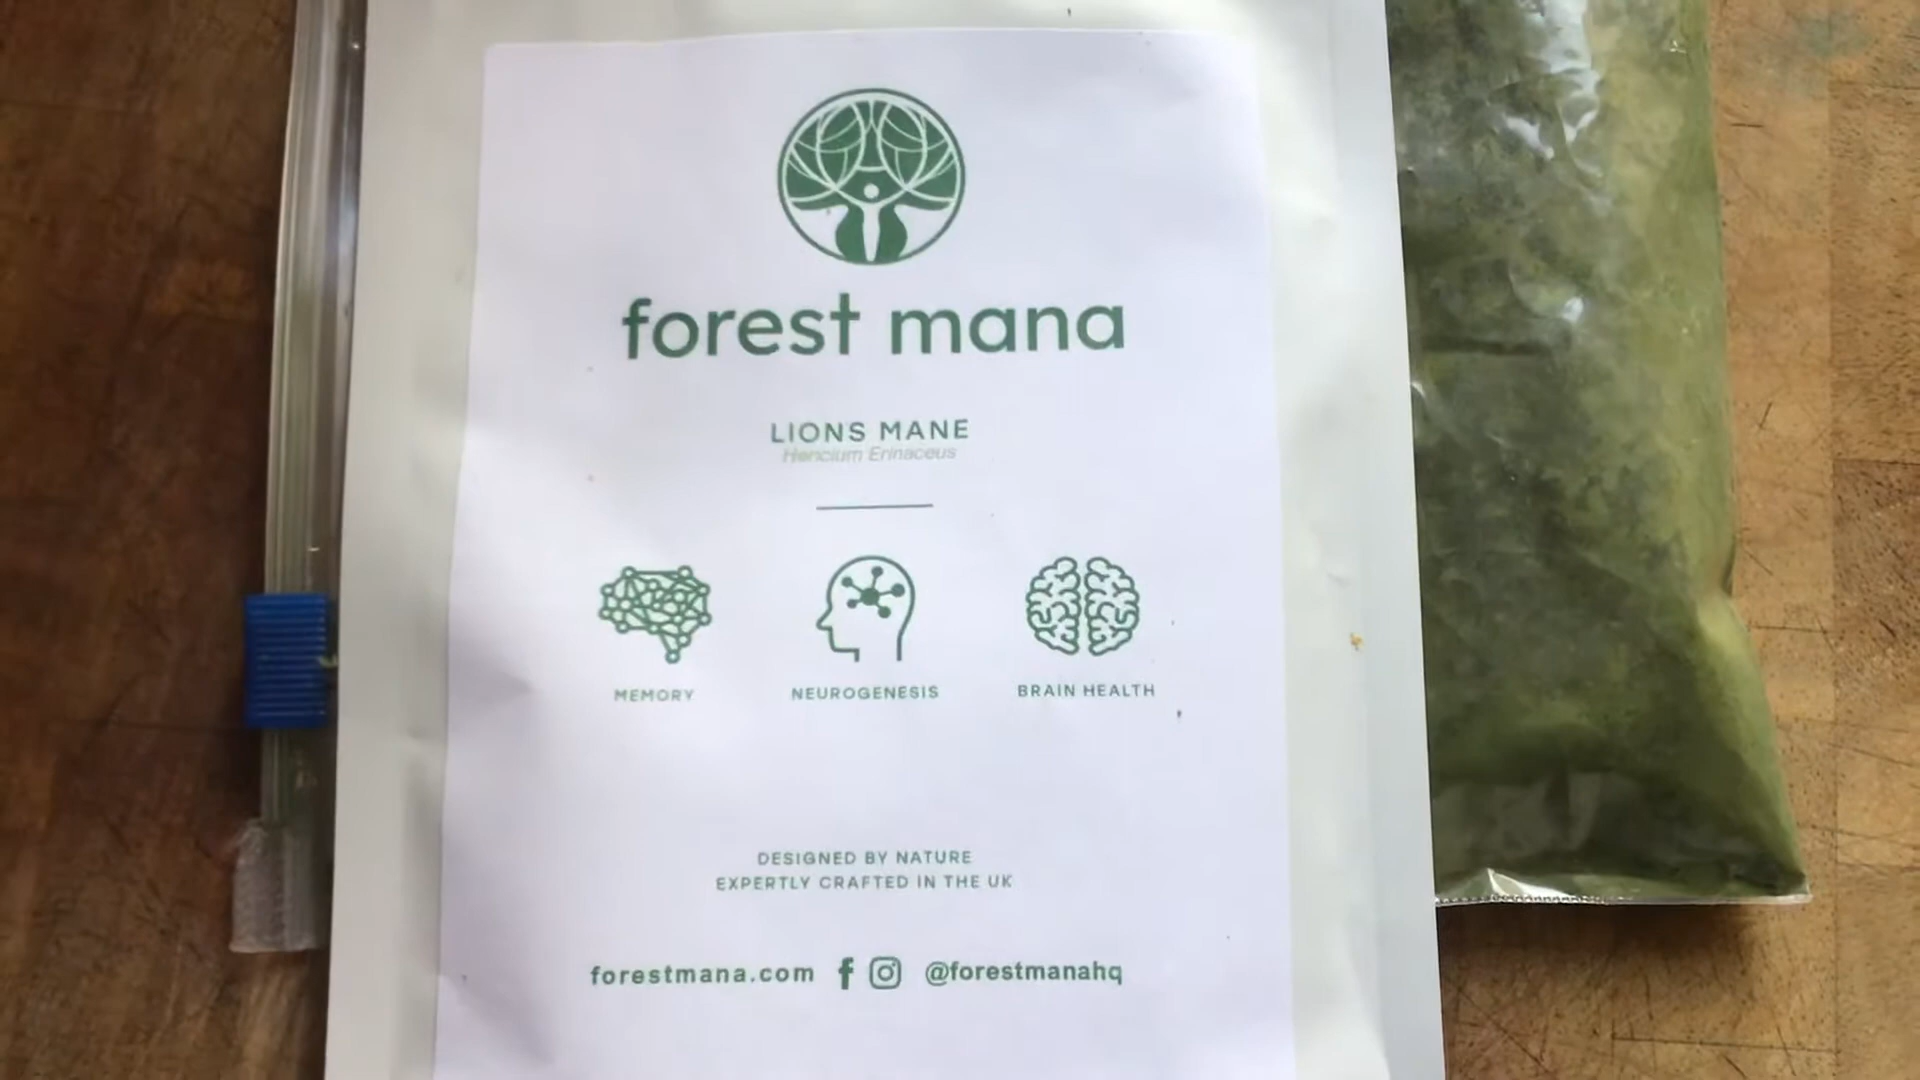 forest mana
LIONS MANE
Hericium Erinaceus
MEMORY
NEUROGENESIS
BRAIN HEALTH
DESIGNED BY NATURE
EXPERTLY CRAFTED IN THE UK
forestmana.com f @forestmanahq